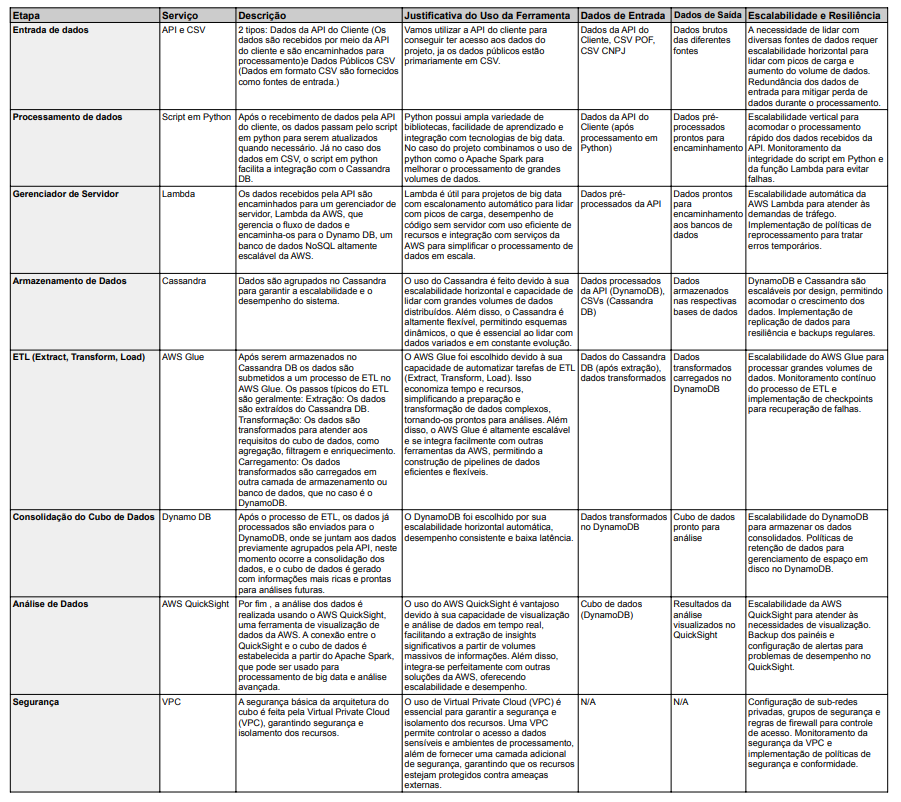 Etapa
Serviço
Descrição
Justificativa do Uso da Ferramenta
Dados de Entrada
Dados de Saída
Escalabilidade e Resiliência
Entrada de dados
API e CSV
2 tipos: Dados da API do Cliente (Os
dados são recebidos por meio da API
do cliente e são encaminhados para
processamento)e Dados Públicos CSV
(Dados em formato CSV são fornecidos
como fontes de entrada.)
Vamos utilizar a API do cliente para
conseguir ter acesso aos dados do
projeto, ja os dados públicos estão
primariamente em CSV.
Dados da API do
Cliente, CSV POF,
CSV CNPJ
Dados brutos
das diferentes
fontes
A necessidade de lidar com
diversas fontes de dados requer
escalabilidade horizontal para
lidar com picos de carga e
aumento do volume de dados.
Redundância dos dados de
entrada para mitigar perda de
dados durante o processamento.
Processamento de dados
Script em Python
Após o recebimento de dados pela API
do cliente, os dados passam pelo script
em python para serem atualizados
quando necessário. Já no caso dos
dados em CSV, o script em python
facilita a integração com o Cassandra
DB.
Python possui ampla variedade de
bibliotecas, facilidade de aprendizado e
integração com tecnologias de big data.
No caso do projeto combinamos o uso de
python como o Apache Spark para
melhorar o processamento de grandes
volumes de dados.
Dados da API do
Cliente (após
processamento em
Python)
Dados pré-
processados
prontos para
encaminhamento
Escalabilidade vertical para
acomodar o processamento
rápido dos dados recebidos da
API. Monitoramento da
integridade do script em Python e
da função Lambda para evitar
falhas.
Gerenciador de Servidor
Lambda
Os dados recebidos pela API são
encaminhados para um gerenciador de
servidor, Lambda da AWS, que
gerencia o fluxo de dados e
encaminha-os para o Dynamo DB, um
banco de dados NoSQL altamente
escalável da AWS.
Lambda é útil para projetos de big data
com escalonamento automático para lidar
com picos de carga, desempenho de
código sem servidor com uso eficiente de
recursos e integração com serviços da
AWS para simplificar o processamento de
dados em escala.
Dados pré-
processados da API
Dados prontos
para
encaminhamento
aos bancos de
dados
Escalabilidade automática da
AWS Lambda para atender às
demandas de tráfego.
Implementação de políticas de
reprocessamento para tratar
erros temporários.
Armazenamento de Dados
Cassandra
Dados são agrupados no Cassandra
para garantir a escalabilidade e o
desempenho do sistema.
O uso do Cassandra é feito devido à sua
escalabilidade horizontal e capacidade de
lidar com grandes volumes de dados
distribuídos. Além disso, o Cassandra é
altamente flexível, permitindo esquemas
dinâmicos, o que é essencial ao lidar com
dados variados e em constante evolução.
Dados processados
da API (DynamoDB),
CSVs (Cassandra
DB)
Dados
armazenados
nas respectivas
bases de dados
DynamoDB e Cassandra são
escaláveis por design, permitindo
acomodar o crescimento dos
dados. Implementação de
replicação de dados para
resiliência e backups regulares.
ETL (Extract, Transform, Load)
AWS Glue
Após serem armazenados no
Cassandra DB os dados são
submetidos a um processo de ETL no
AWS Glue. Os passos típicos do ETL
são geralmente: Extração: Os dados
são extraídos do Cassandra DB.
Transformação: Os dados são
transformados para atender aos
requisitos do cubo de dados, como
agregação, filtragem e enriquecimento.
Carregamento: Os dados
transformados são carregados em
outra camada de armazenamento ou
banco de dados, que no caso é o
DynamoDB.
O AWS Glue foi escolhido devido à sua
capacidade de automatizar tarefas de ETL
(Extract, Transform, Load). Isso
economiza tempo e recursos,
simplificando a preparação e
transformação de dados complexos,
tornando-os prontos para análises. Além
disso, o AWS Glue é altamente escalável
e se integra facilmente com outras
ferramentas da AWS, permitindo a
construção de pipelines de dados
eficientes e flexíveis.
Dados do Cassandra
DB (após extração),
dados transformados
Dados
transformados
carregados no
DynamoDB
Escalabilidade do AWS Glue para
processar grandes volumes de
dados. Monitoramento contínuo
do processo de ETL e
implementação de checkpoints
para recuperação de falhas.
Consolidação do Cubo de Dados
Dynamo DB
Após o processo de ETL, os dados já
processados são enviados para o
DynamoDB, onde se juntam aos dados
previamente agrupados pela API, neste
momento ocorre a consolidação dos
dados, e o cubo de dados é gerado
com informações mais ricas e prontas
para análises futuras.
O DynamoDB foi escolhido por sua
escalabilidade horizontal automática,
desempenho consistente e baixa latência.
Dados transformados
no DynamoDB
Cubo de dados
pronto para
análise
Escalabilidade do DynamoDB
para armazenar os dados
consolidados. Políticas de
retenção de dados para
gerenciamento de espaço em
disco no DynamoDB.
Análise de Dados
AWS QuickSight
Por fim , a análise dos dados é
realizada usando o AWS QuickSight,
uma ferramenta de visualização de
dados da AWS. A conexão entre o
QuickSight e o cubo de dados é
estabelecida a partir do Apache Spark,
que pode ser usado para
processamento de big data e análise
avançada.
O uso do AWS QuickSight é vantajoso
devido à sua capacidade de visualização
e análise de dados em tempo real,
facilitando a extração de insights
significativos a partir de volumes
massivos de informações. Além disso,
integra-se perfeitamente com outras
soluções da AWS, oferecendo
escalabilidade e desempenho.
Cubo de dados
(DynamoDB)
Resultados da
análise
visualizados no
QuickSight
Escalabilidade da AWS
QuickSight para atender às
necessidades de visualização.
Backup dos painéis e
configuração de alertas para
problemas de desempenho no
QuickSight.
Segurança
VPC
A segurança básica da arquitetura do
cubo é feita pela Virtual Private Cloud
(VPC), garantindo segurança e
isolamento dos recursos.
O uso de Virtual Private Cloud (VPC) é
essencial para garantir a segurança e
isolamento dos recursos. Uma VPC
permite controlar o acesso a dados
sensíveis e ambientes de processamento,
além de fornecer uma camada adicional
de segurança, garantindo que os recursos
estejam protegidos contra ameaças
externas.
N/A
N/A
Configuração de sub-redes
privadas, grupos de segurança e
regras de firewall para controle
de acesso. Monitoramento da
segurança da VPC e
implementação de políticas de
segurança e conformidade.